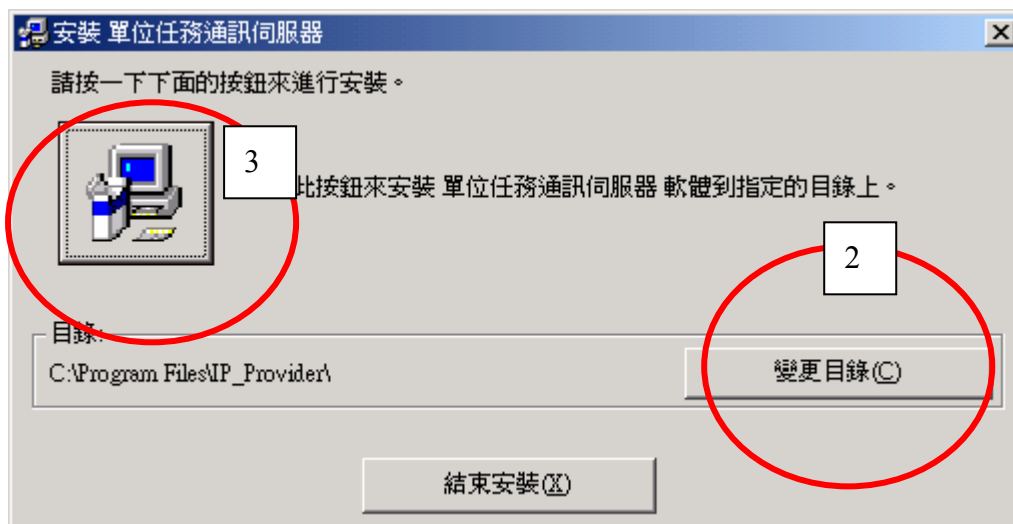 安裝 單位任務通訊伺服器
請按一下下面的按鈕來進行安裝。
3
此按鈕來安裝 單位任務通訊伺服器 軟體到指定的目錄上。
2
目錄:
C:\Program Files\IP_Provider\
變更目錄(C)
結束安裝(X)